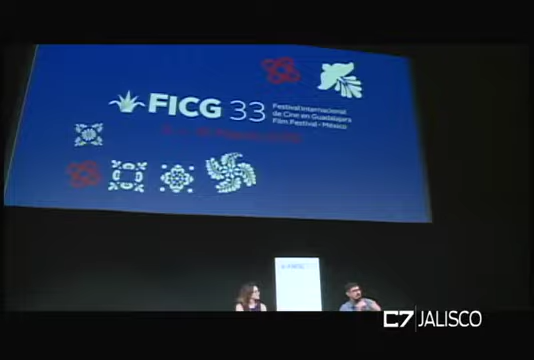 FICG 33
Festival Internacional
de Cine en Guadalajara
Film Festival - México
C7 JALISCO